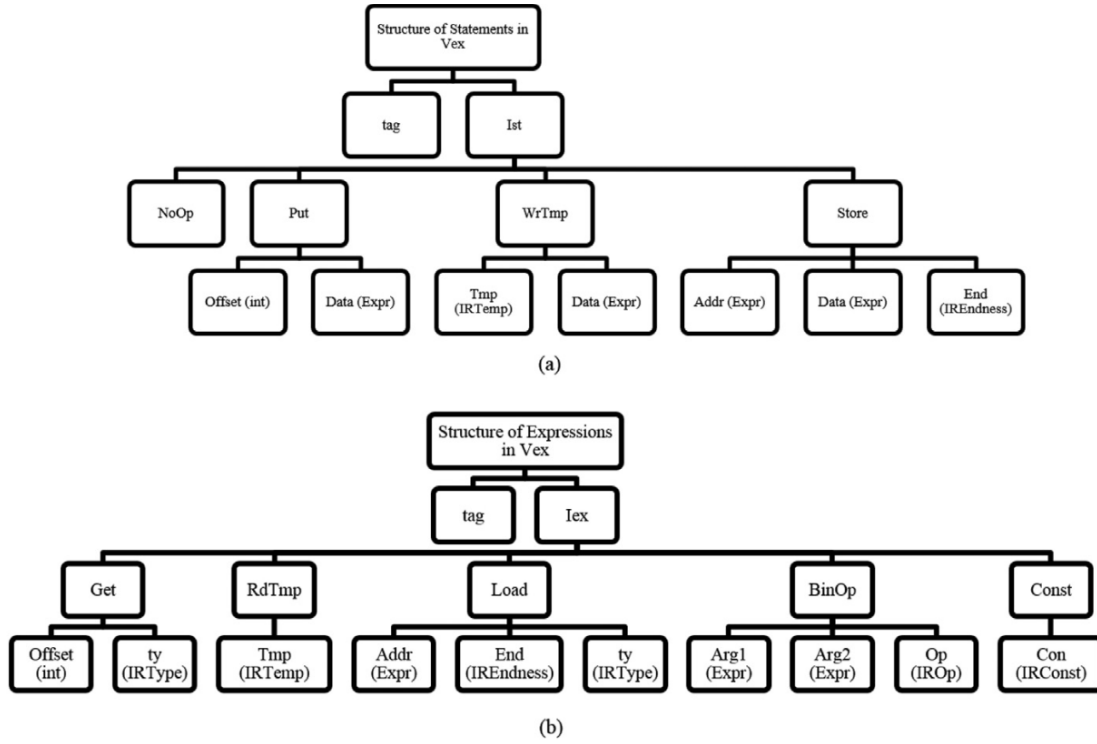 Structure of Statements in
Vex
tag
Ist
NoOp
Put
WrTmp
Store
Offset (int)
Data (Expr)
Tmp
(IRTemp)
Data (Expr)
Addr (Expr)
Data (Expr)
End
(IREndness)
(a)
Structure of Expressions
in Vex
tag
Iex
Get
RdTmp
Load
BinOp
Const
Offset
(int)
ty
(IRType)
Tmp
(IRTemp)
Addr
(Expr)
End
(IREndness)
ty
(IRType)
Arg1
(Expr)
Arg2
(Expr)
Op
(IROp)
Con
(IRConst)
(b)